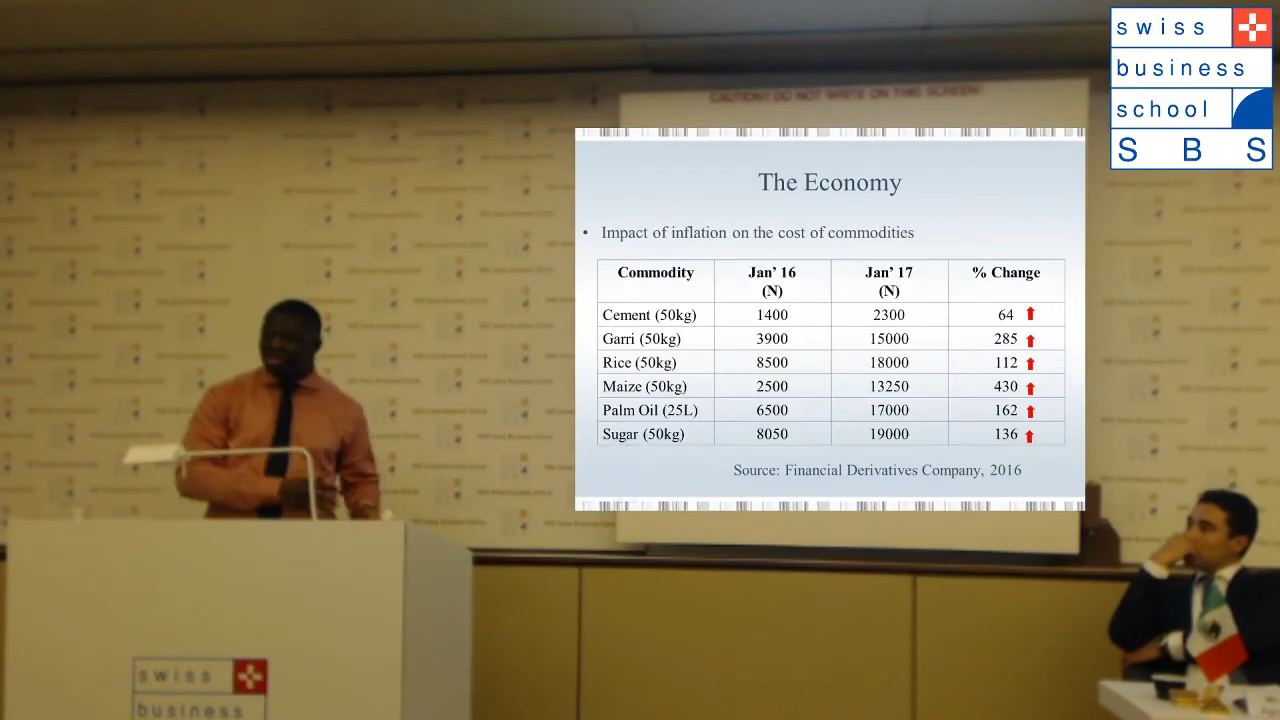 CAUTION! DO NOT WRITE ON THIS SCREEN!
swiss
business
school
S B S
The Economy
• Impact of inflation on the cost of commodities
Commodity Jan’ 16 (N) Jan’ 17 (N) % Change
Cement (50kg) 1400 2300 64
Garri (50kg) 3900 15000 285
Rice (50kg) 8500 18000 112
Maize (50kg) 2500 13250 430
Palm Oil (25L) 6500 17000 162
Sugar (50kg) 8050 19000 136
Source: Financial Derivatives Company, 2016
swiss
business